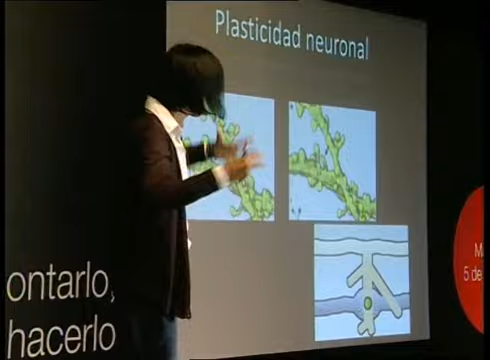 Plasticidad neuronal
ontarlo,
hacerlo
M
5 de